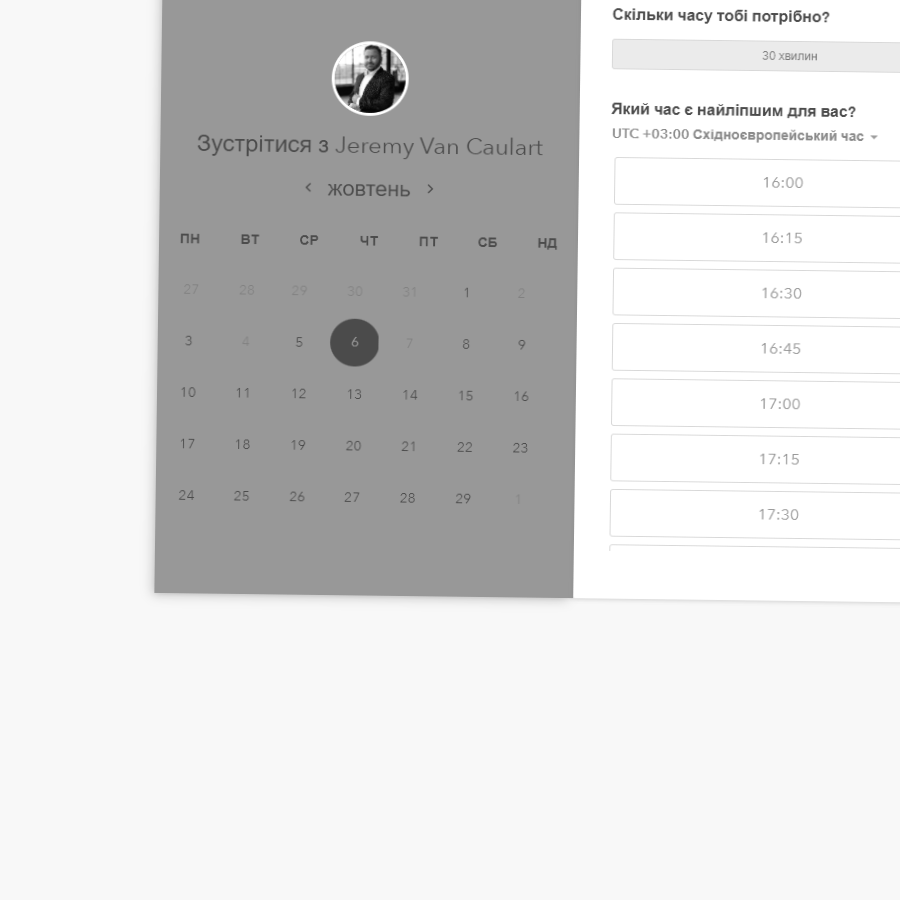 Зустрітися з Jeremy Van Caulart
‹ жовтень ›
ПН ВТ СР ЧТ ПТ СБ НД
27 28 29 30 31 1 2
3 4 5 6 7 8 9
10 11 12 13 14 15 16
17 18 19 20 21 22 23
24 25 26 27 28 29 1
Скільки часу тобі потрібно?
30 хвилин
Який час є найліпшим для вас?
UTC +03:00 Східноєвропейський час
16:00
16:15
16:30
16:45
17:00
17:15
17:30